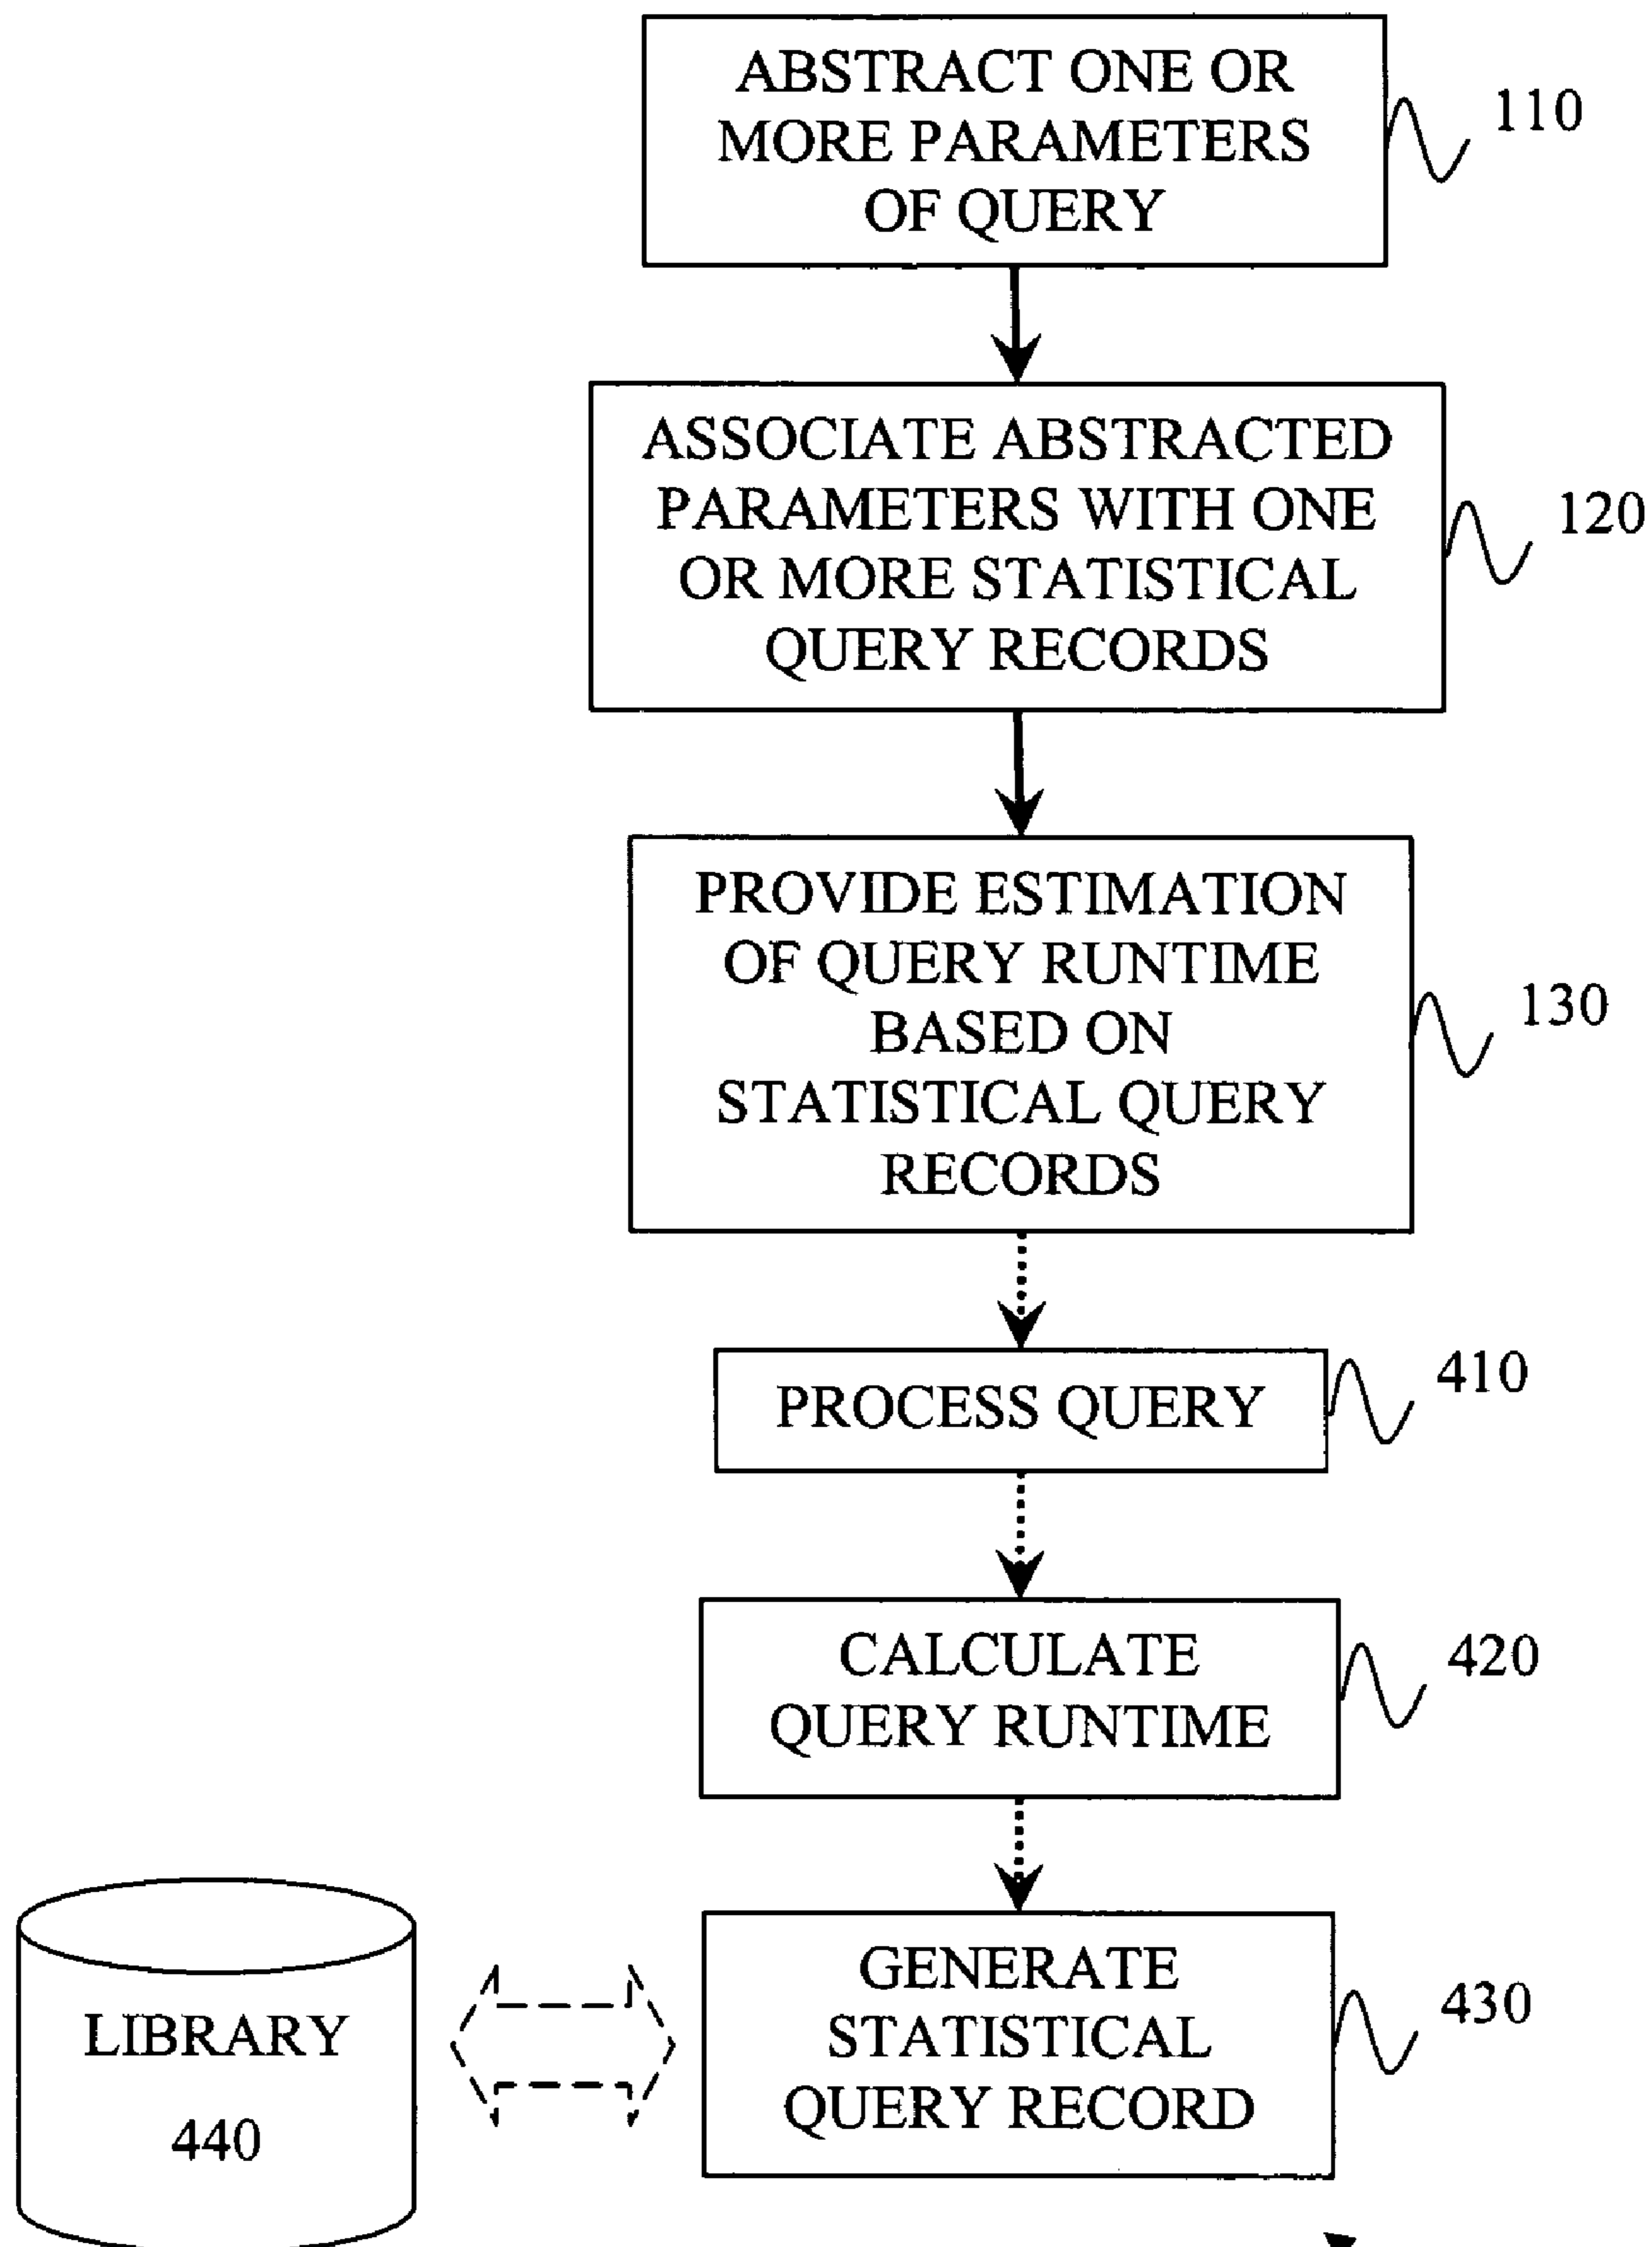 ABSTRACT ONE OR
MORE PARAMETERS
OF QUERY
110
ASSOCIATE ABSTRACTED
PARAMETERS WITH ONE
OR MORE STATISTICAL
QUERY RECORDS
120
PROVIDE ESTIMATION
OF QUERY RUNTIME
BASED ON
STATISTICAL QUERY
RECORDS
130
PROCESS QUERY
410
CALCULATE
QUERY RUNTIME
420
GENERATE
STATISTICAL
QUERY RECORD
430
LIBRARY
440